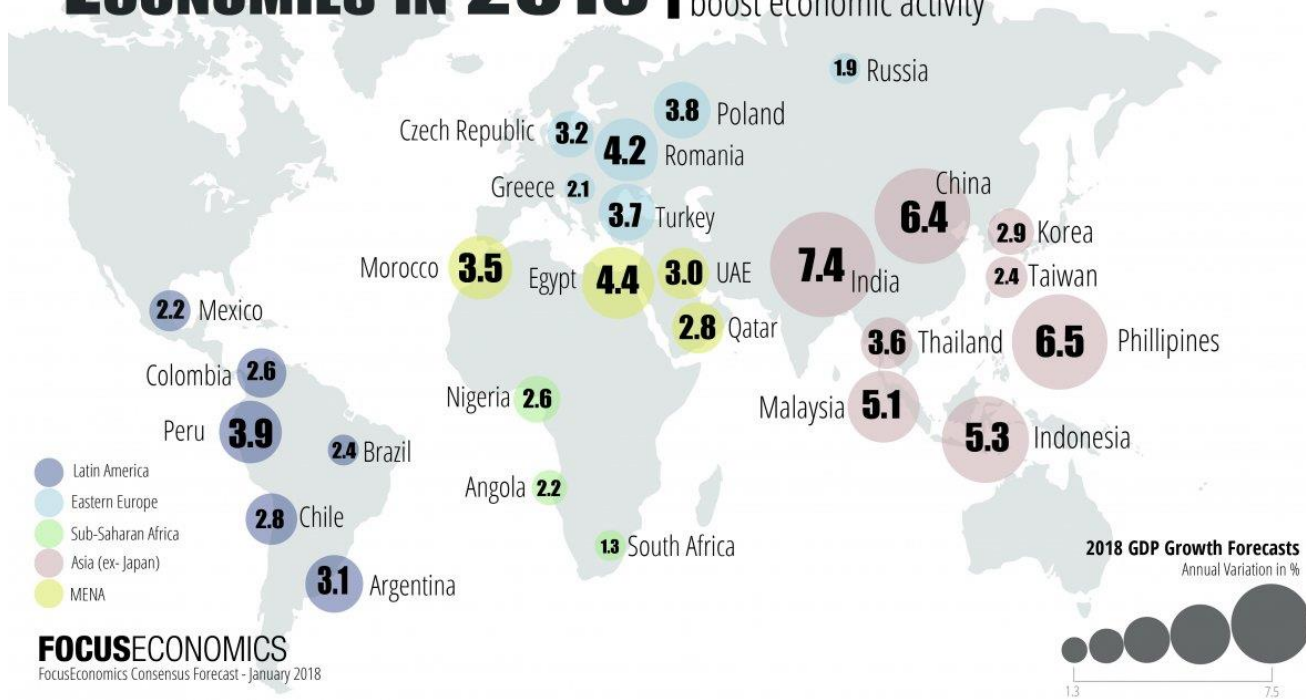 ECONOMIES IN 2018 | boost economic activity
1.9 Russia
3.8 Poland
Czech Republic 3.2
4.2 Romania
Greece 2.1
3.7 Turkey
China
6.4
2.9 Korea
Morocco 3.5
Egypt 4.4
3.0 UAE
7.4 India
2.4 Taiwan
2.2 Mexico
2.8 Qatar
3.6 Thailand
6.5 Phillipines
Colombia 2.6
Nigeria 2.6
Malaysia 5.1
Peru 3.9
2.4 Brazil
5.3 Indonesia
Latin America
Eastern Europe
Sub-Saharan Africa
Asia (ex- Japan)
MENA
Angola 2.2
2.8 Chile
1.3 South Africa
3.1 Argentina
2018 GDP Growth Forecasts
Annual Variation in %
1.3 7.5
FOCUSECONOMICS
FocusEconomics Consensus Forecast - January 2018